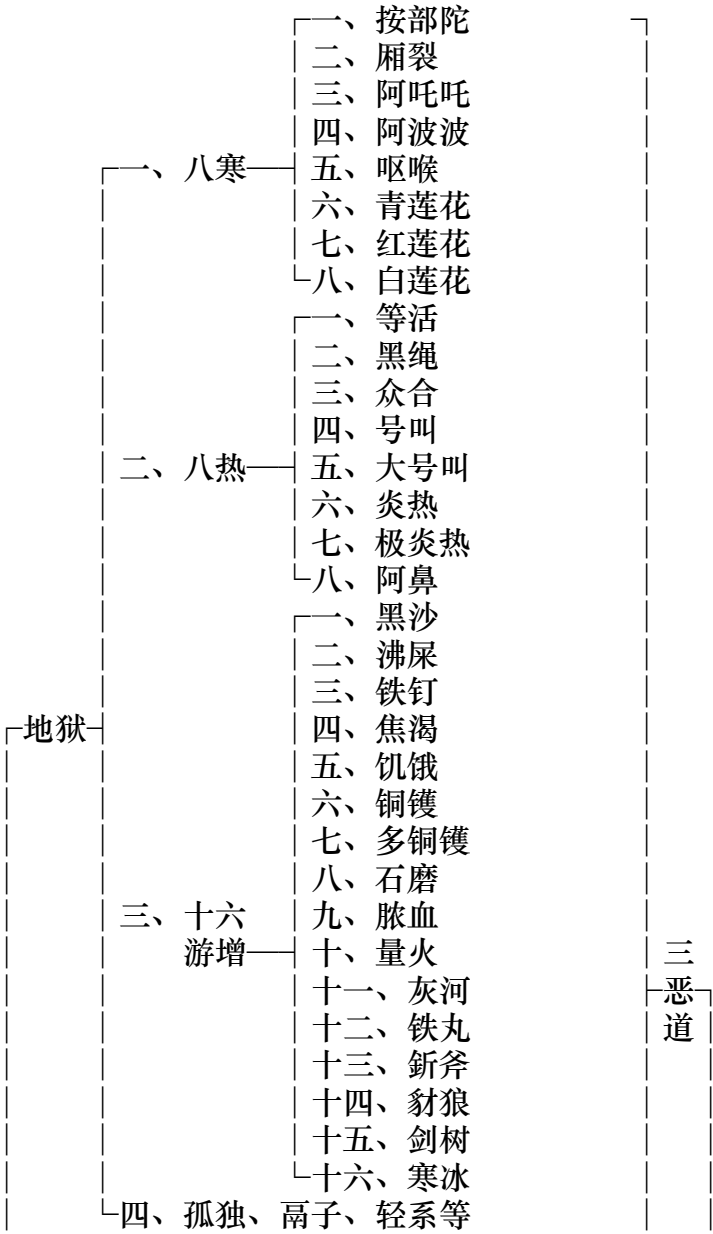 一、按部陀
二、厢裂
三、阿吒吒
四、阿波波
一、八寒
五、呕喉
六、青莲花
七、红莲花
八、白莲花
一、等活
二、黑绳
三、众合
四、号叫
二、八热
五、大号叫
六、炎热
七、极炎热
八、阿鼻
一、黑沙
二、沸屎
三、铁钉
地狱
四、焦渴
五、饥饿
六、铜镬
七、多铜镬
八、石磨
三、十六
游增
九、脓血
十、量火
十一、灰河
十二、铁丸
十三、釿斧
十四、豺狼
十五、剑树
十六、寒冰
四、孤独、鬲子、轻系等
三
恶
道